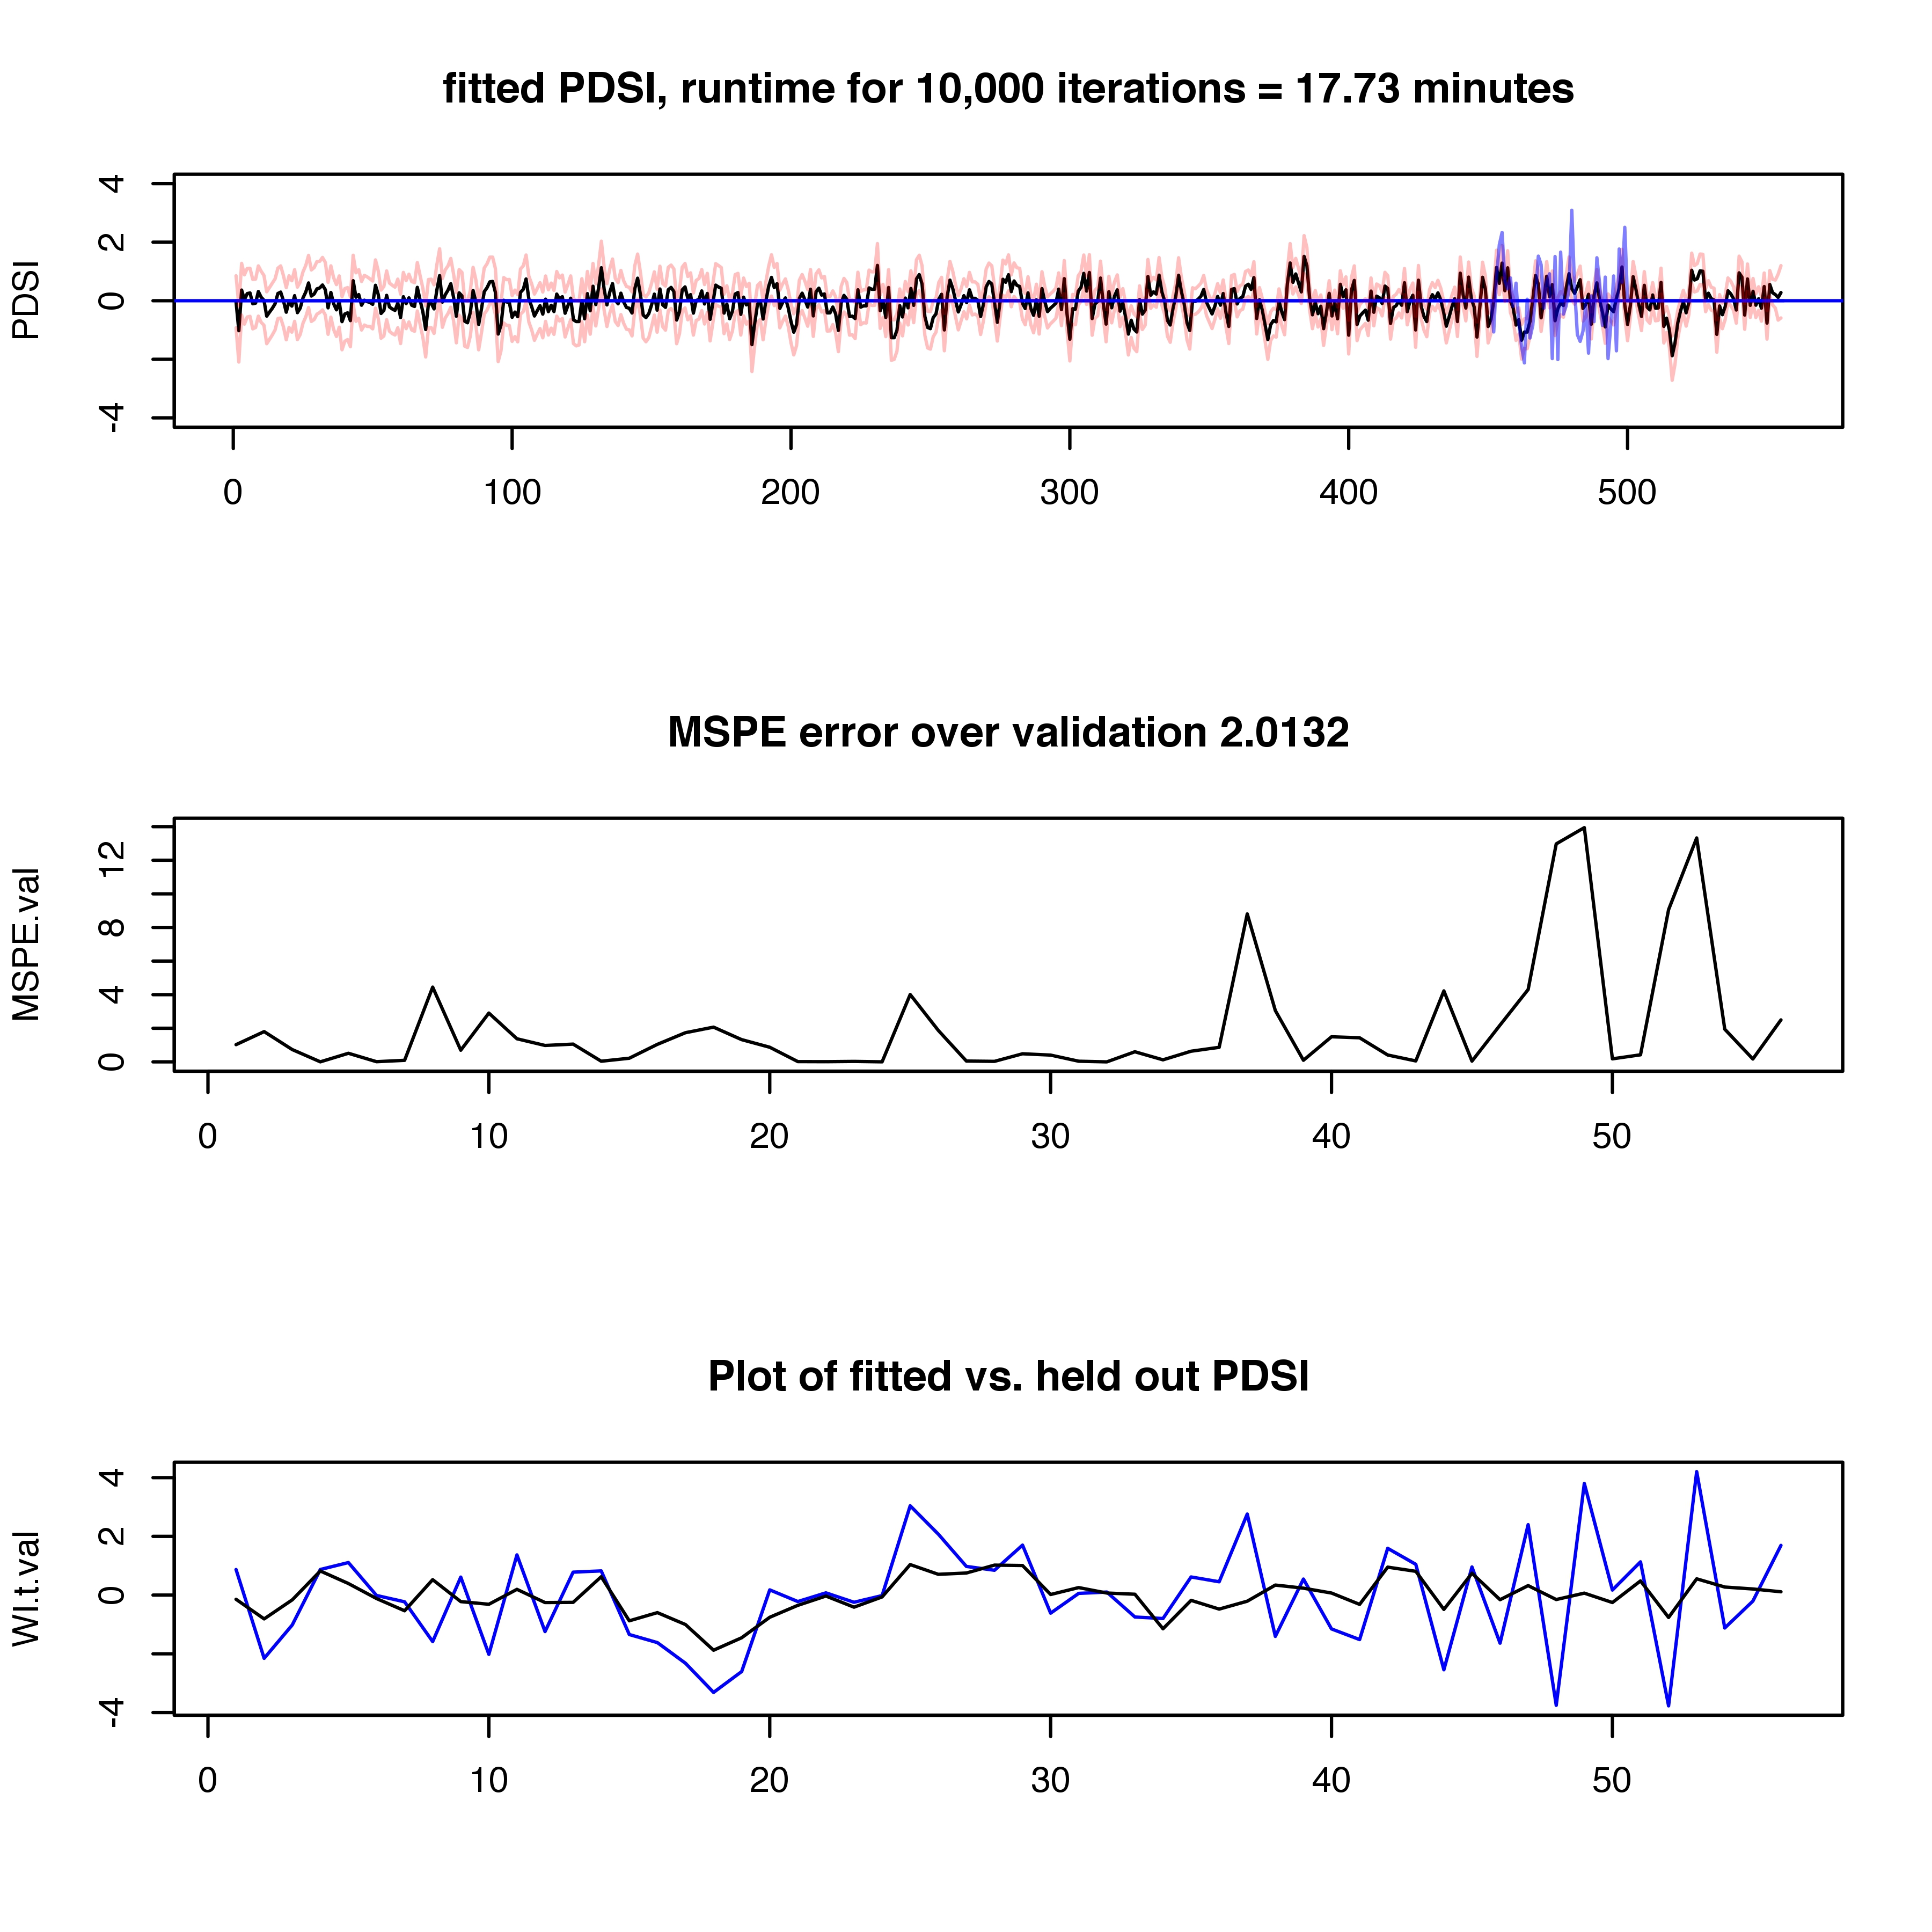 fitted PDSI, runtime for 10,000 iterations = 17.73 minutes
PDSI
4
2
0
-4
0 100 200 300 400 500
MSPE error over validation 2.0132
MSPE.val
12
8
4
0
0 10 20 30 40 50
Plot of fitted vs. held out PDSI
WI.t.val
4
2
0
-4
0 10 20 30 40 50